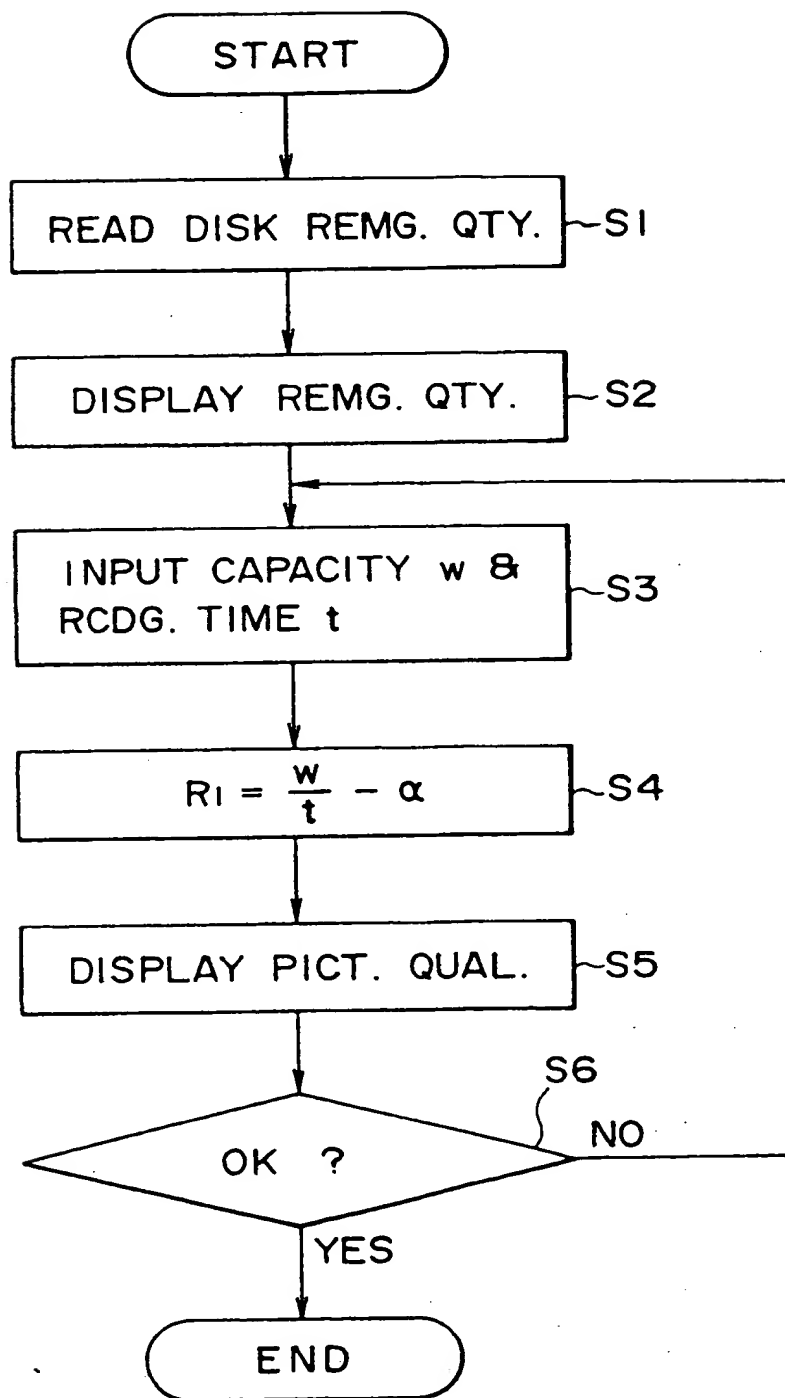 START
READ DISK REMG. QTY.
S1
DISPLAY REMG. QTY.
S2
INPUT CAPACITY w &
RCDG. TIME t
S3
R1 = w/t - α
S4
DISPLAY PICT. QUAL.
S5
S6
OK ?
NO
YES
END